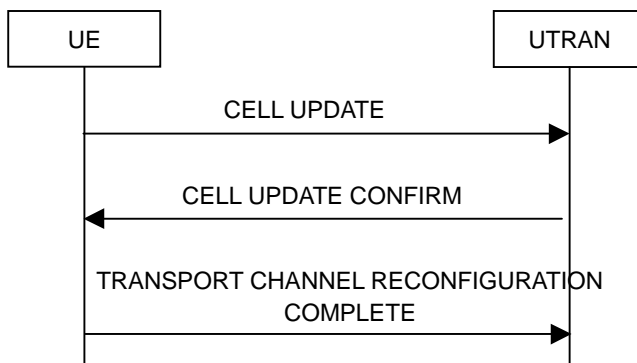 UE
UTRAN
CELL UPDATE
CELL UPDATE CONFIRM
TRANSPORT CHANNEL RECONFIGURATION
COMPLETE